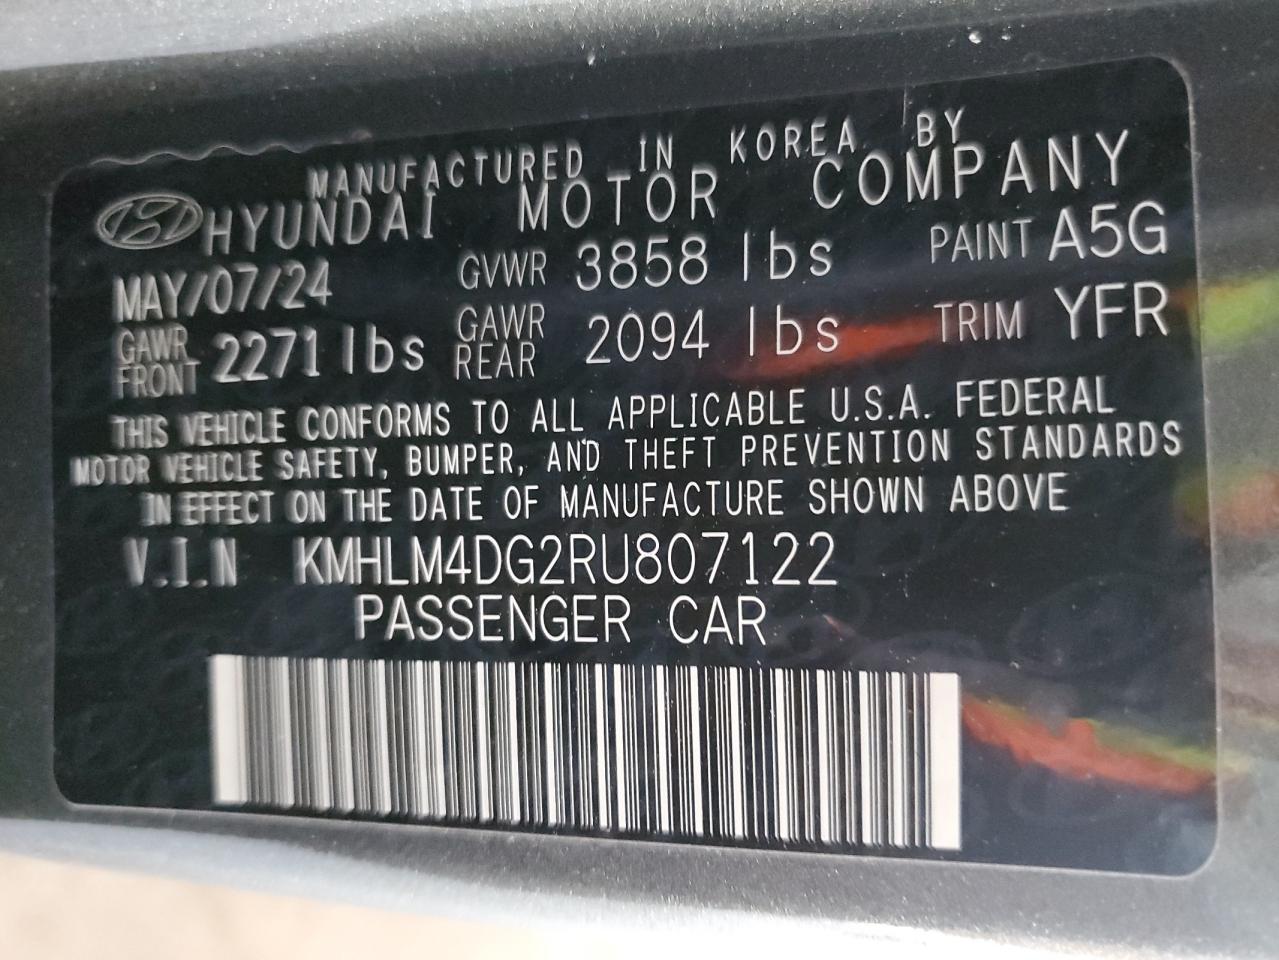 MANUFACTURED IN KOREA BY
HYUNDAI MOTOR COMPANY
MAY/07/24 GVWR 3858 lbs PAINT A5G
GAWR FRONT 2271 lbs GAWR REAR 2094 lbs TRIM YFR
THIS VEHICLE CONFORMS TO ALL APPLICABLE U.S.A. FEDERAL
MOTOR VEHICLE SAFETY, BUMPER, AND THEFT PREVENTION STANDARDS
IN EFFECT ON THE DATE OF MANUFACTURE SHOWN ABOVE
V.I.N KMHLM4DG2RU807122
PASSENGER CAR